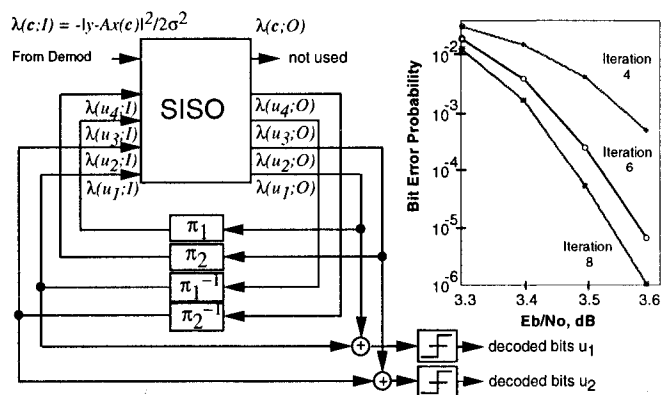 λ(c;I) = -|y-Ax(c)|²/2σ²
λ(c;O)
From Demod
not used
SISO
λ(u₄;I)
λ(u₃;I)
λ(u₂;I)
λ(u₁;I)
λ(u₄;O)
λ(u₃;O)
λ(u₂;O)
λ(u₁;O)
π₁
π₂
π₁⁻¹
π₂⁻¹
+
+
decoded bits u₁
decoded bits u₂
Bit Error Probability
10⁻²
10⁻³
10⁻⁴
10⁻⁵
10⁻⁶
Iteration
4
Iteration
6
Iteration
8
3.3
3.4
3.5
3.6
Eb/No, dB